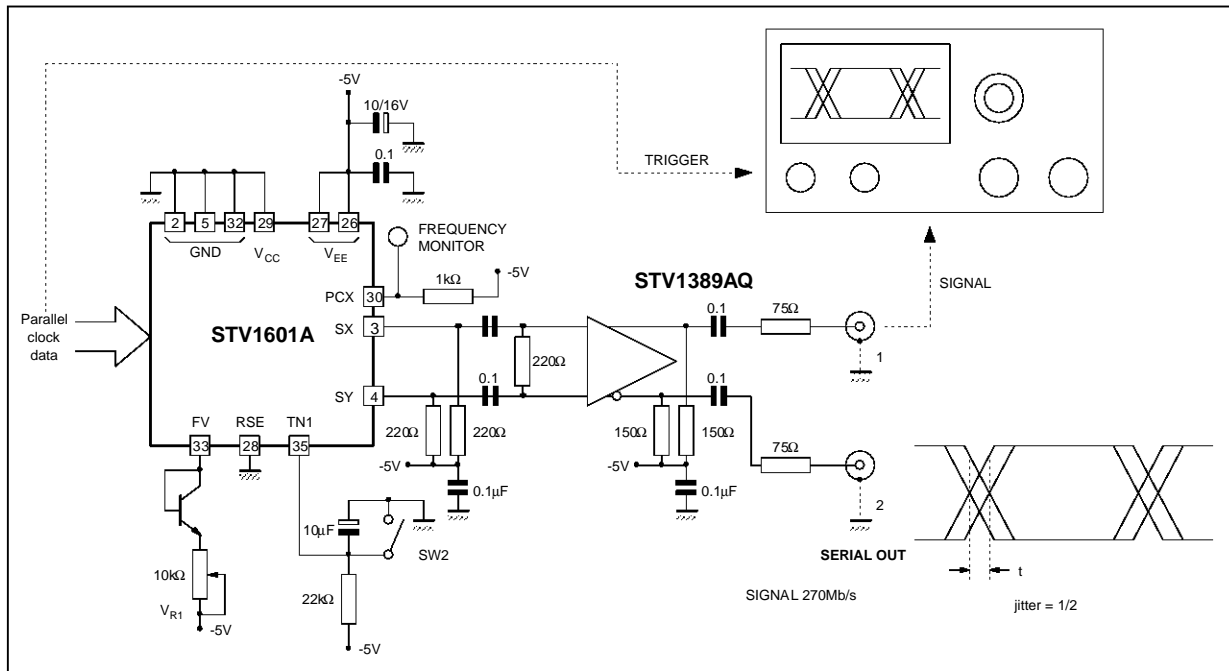 -5V
10/16V
0.1
TRIGGER
2
5
32
29
27
26
GND
VCC
VEE
FREQUENCY
MONITOR
-5V
1kΩ
STV1389AQ
SIGNAL
PCX
30
Parallel
clock
data
STV1601A
SX
3
0.1
75Ω
1
220Ω
SY
4
0.1
0.1
FV
RSE
TN1
33
28
35
220Ω
220Ω
150Ω
150Ω
75Ω
-5V
-5V
0.1µF
0.1µF
2
10µF
SW2
SERIAL OUT
10kΩ
VR1
-5V
22kΩ
-5V
SIGNAL 270Mb/s
t
jitter = 1/2